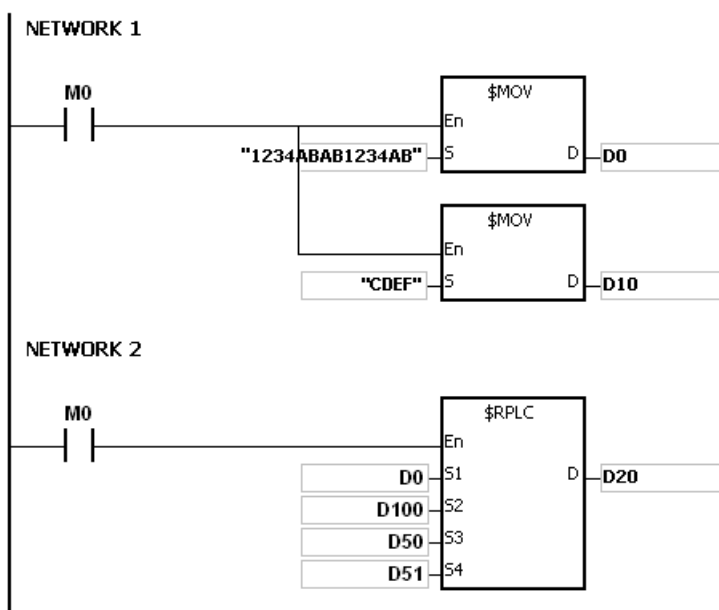 NETWORK 1
M0
$MOV
En
"1234ABAB1234AB" S D D0
$MOV
En
"CDEF" S D D10
NETWORK 2
M0
$RPLC
En
D0 S1 D D20
D100 S2
D50 S3
D51 S4